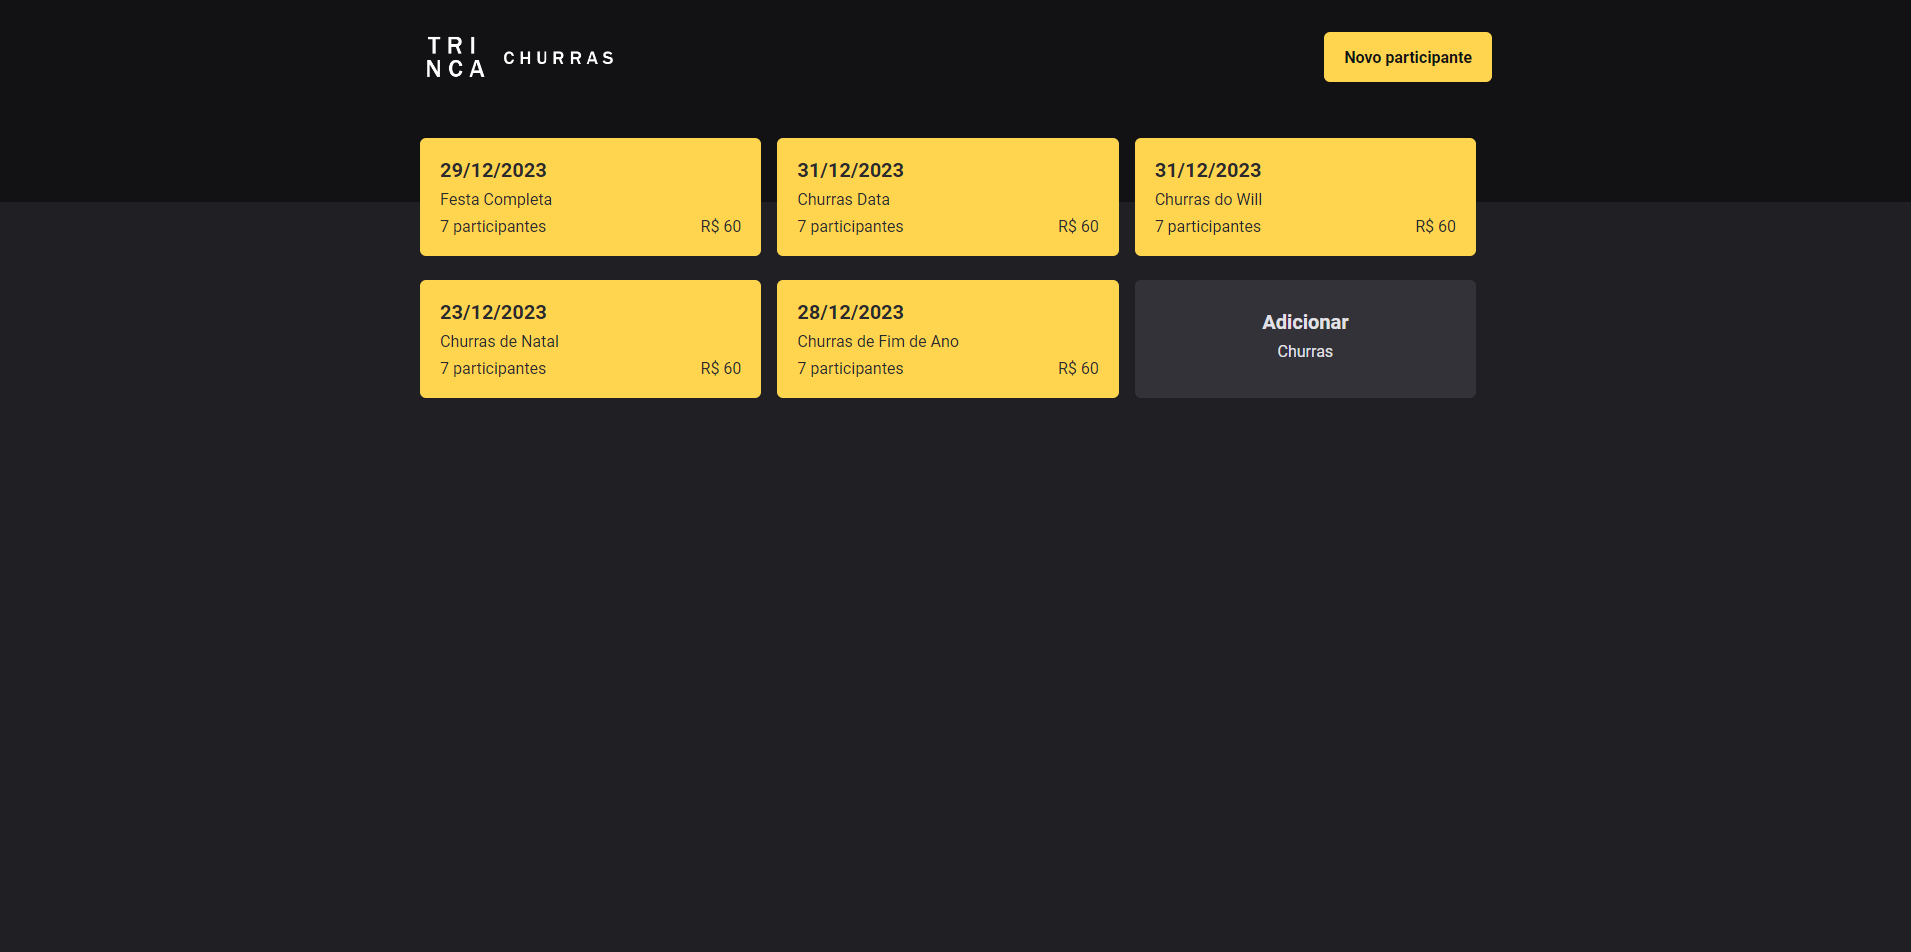 TRI
NCA
CHURRAS
Novo participante
29/12/2023
Festa Completa
7 participantes R$ 60
31/12/2023
Churras Data
7 participantes R$ 60
31/12/2023
Churras do Will
7 participantes R$ 60
23/12/2023
Churras de Natal
7 participantes R$ 60
28/12/2023
Churras de Fim de Ano
7 participantes R$ 60
Adicionar
Churras